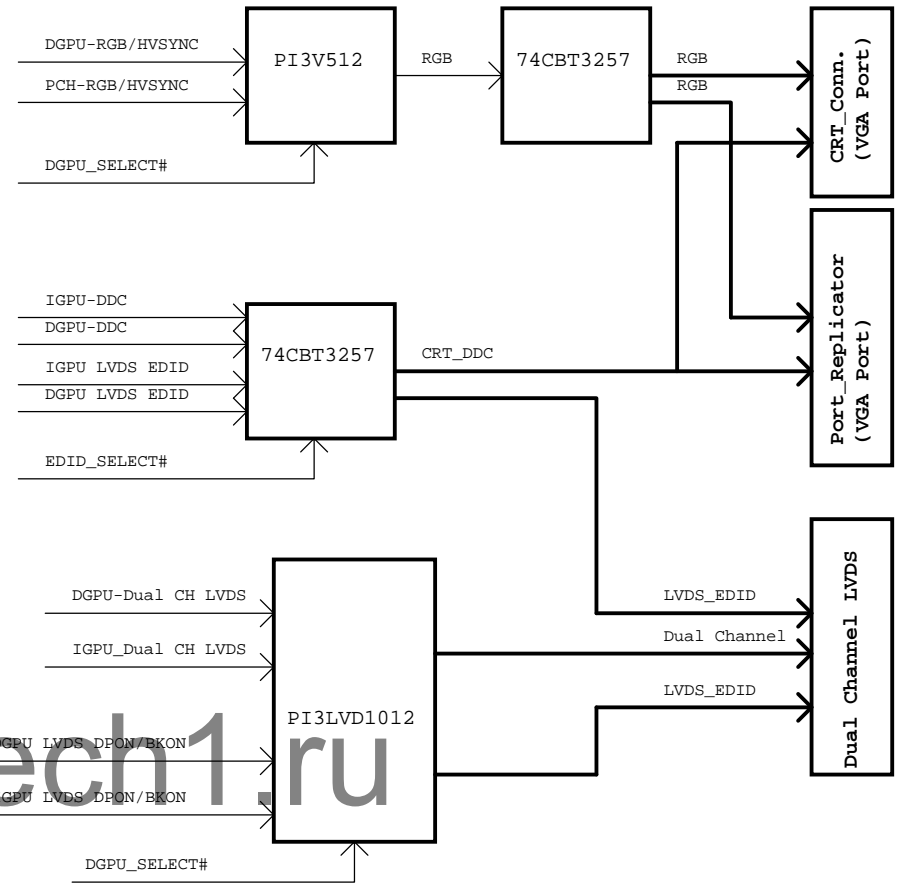 DGPU-RGB/HVSYNC
PCH-RGB/HVSYNC
DGPU_SELECT#
PI3V512
RGB
74CBT3257
RGB
RGB
CRT_Conn.
(VGA Port)
IGPU-DDC
DGPU-DDC
IGPU LVDS EDID
DGPU LVDS EDID
EDID_SELECT#
74CBT3257
CRT_DDC
Port_Replicator
(VGA Port)
DGPU-Dual CH LVDS
IGPU_Dual CH LVDS
GPU LVDS DPON/BKON
GPU LVDS DPON/BKON
DGPU_SELECT#
PI3LVD1012
LVDS_EDID
Dual Channel
LVDS_EDID
Dual Channel LVDS
ech1.ru